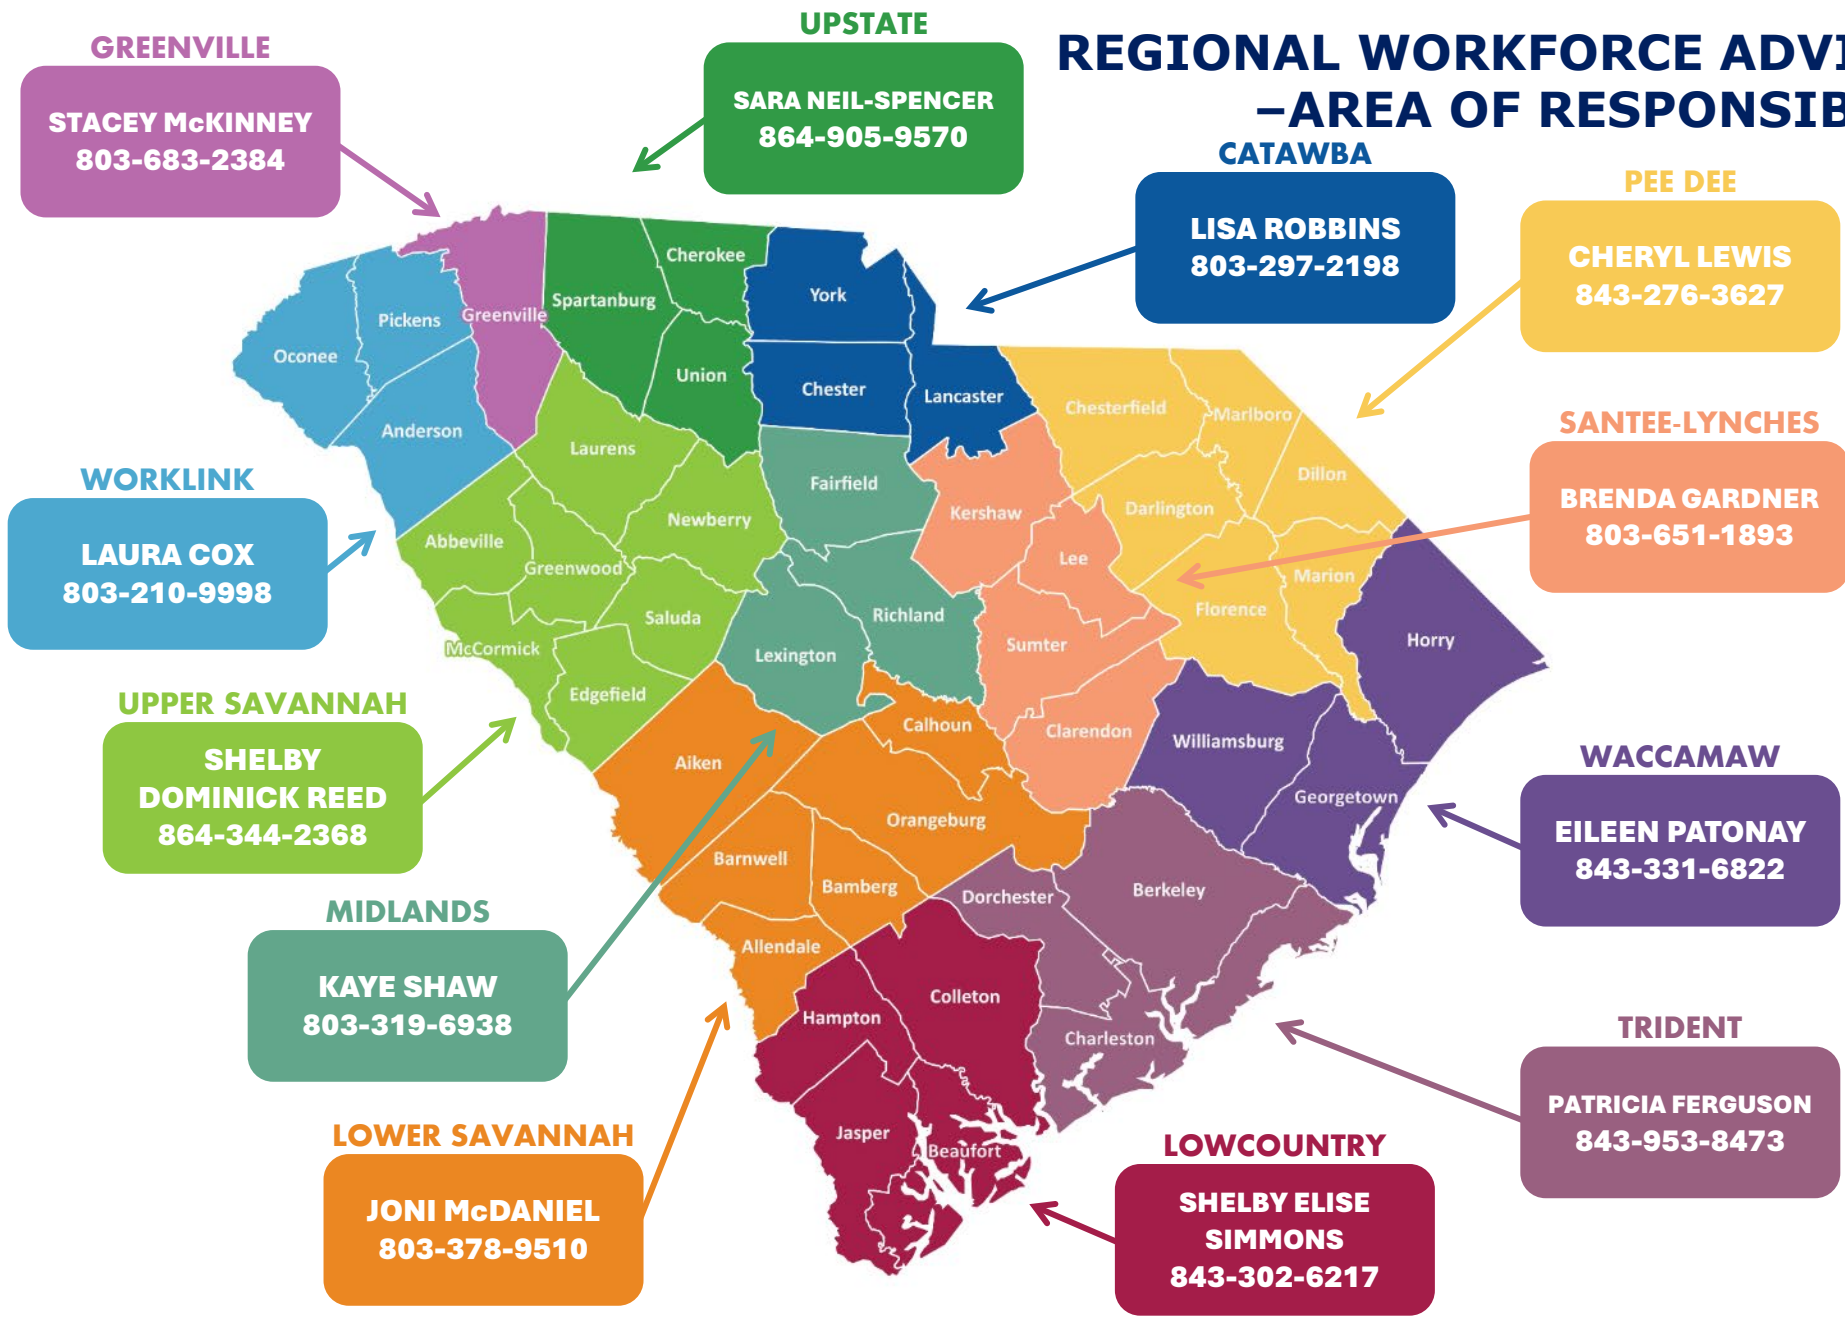 UPSTATE
SARA NEIL-SPENCER
864-905-9570
GREENVILLE
STACEY McKINNEY
803-683-2384
REGIONAL WORKFORCE ADVI
–AREA OF RESPONSIB
CATAWBA
LISA ROBBINS
803-297-2198
PEE DEE
CHERYL LEWIS
843-276-3627
SANTEE-LYNCHES
BRENDA GARDNER
803-651-1893
WORKLINK
LAURA COX
803-210-9998
UPPER SAVANNAH
SHELBY
DOMINICK REED
864-344-2368
WACCAMAW
EILEEN PATONAY
843-331-6822
MIDLANDS
KAYE SHAW
803-319-6938
TRIDENT
PATRICIA FERGUSON
843-953-8473
LOWER SAVANNAH
JONI McDANIEL
803-378-9510
LOWCOUNTRY
SHELBY ELISE
SIMMONS
843-302-6217
Cherokee
York
Spartanburg
Greenville
Pickens
Oconee
Union
Chester
Lancaster
Chesterfield
Marlboro
Anderson
Laurens
Dillon
Fairfield
Kershaw
Darlington
Newberry
Abbeville
Greenwood
Lee
Marion
Florence
Richland
Saluda
Horry
Sumter
McCormick
Lexington
Edgefield
Calhoun
Clarendon
Williamsburg
Aiken
Georgetown
Orangeburg
Barnwell
Bamberg
Berkeley
Dorchester
Allendale
Colleton
Hampton
Charleston
Jasper
Beaufort